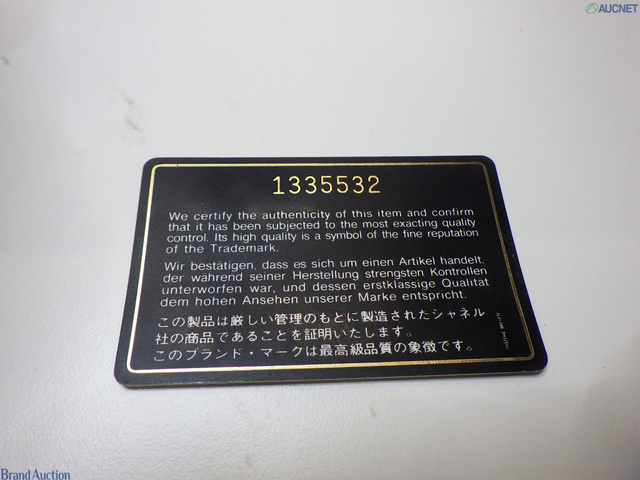 AUCNET
1335532
We certify the authenticity of this item and confirm
that it has been subjected to the most exacting quality
control. Its high quality is a symbol of the fine reputation
of the Trademark.
Wir bestätigen, dass es sich um einen Artikel handelt,
der während seiner Herstellung strengsten Kontrollen
unterworfen war, und dessen erstklassige Qualität
dem hohen Ansehen unserer Marke entspricht.
この製品は厳しい管理のもとに製造されたシャネル
社の商品であることを証明いたします。
このブランド・マークは最高級品質の象徴です。
Brand Auction